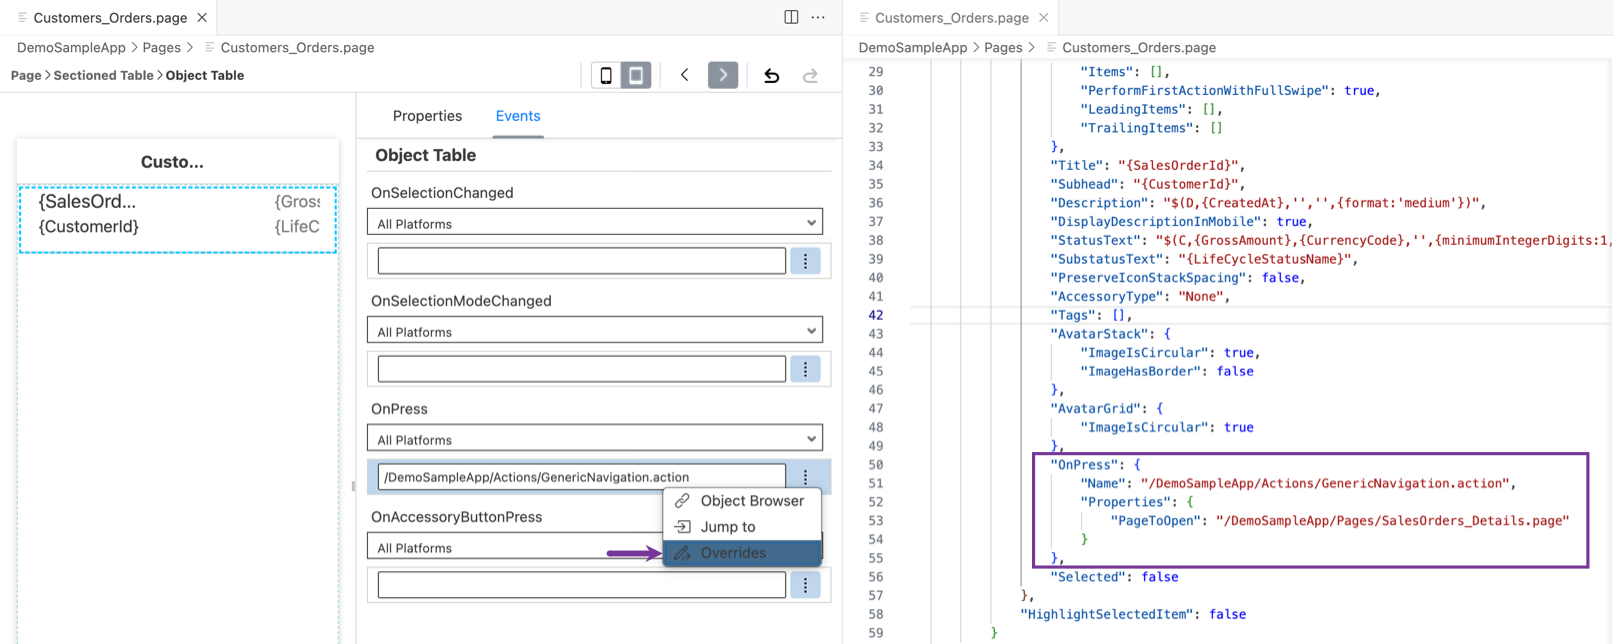 Customers_Orders.page
DemoSampleApp > Pages > Customers_Orders.page
Page > Sectioned Table > Object Table
Custo...
{SalesOrd... {Gross
{CustomerId} {LifeC
Properties Events
Object Table
OnSelectionChanged
All Platforms
OnSelectionModeChanged
All Platforms
OnPress
All Platforms
/DemoSampleApp/Actions/GenericNavigation.action
Object Browser
Jump to
Overrides
OnAccessoryButtonPress
All Platforms
Customers_Orders.page
DemoSampleApp > Pages > Customers_Orders.page
29 "Items": [],
30 "PerformFirstActionWithFullSwipe": true,
31 "LeadingItems": [],
32 "TrailingItems": []
33 },
34 "Title": "{SalesOrderId}",
35 "Subhead": "{CustomerId}",
36 "Description": "$(D,{CreatedAt},'','',{format:'medium'})",
37 "DisplayDescriptionInMobile": true,
38 "StatusText": "$(C,{GrossAmount},{CurrencyCode},'',{minimumIntegerDigits:1,
39 "SubstatusText": "{LifeCycleStatusName}",
40 "PreserveIconStackSpacing": false,
41 "AccessoryType": "None",
42 "Tags": [],
43 "AvatarStack": {
44 "ImageIsCircular": true,
45 "ImageHasBorder": false
46 },
47 "AvatarGrid": {
48 "ImageIsCircular": true
49 },
50 "OnPress": {
51 "Name": "/DemoSampleApp/Actions/GenericNavigation.action",
52 "Properties": {
53 "PageToOpen": "/DemoSampleApp/Pages/SalesOrders_Details.page"
54 }
55 },
56 "Selected": false
57 },
58 "HighlightSelectedItem": false
59 }